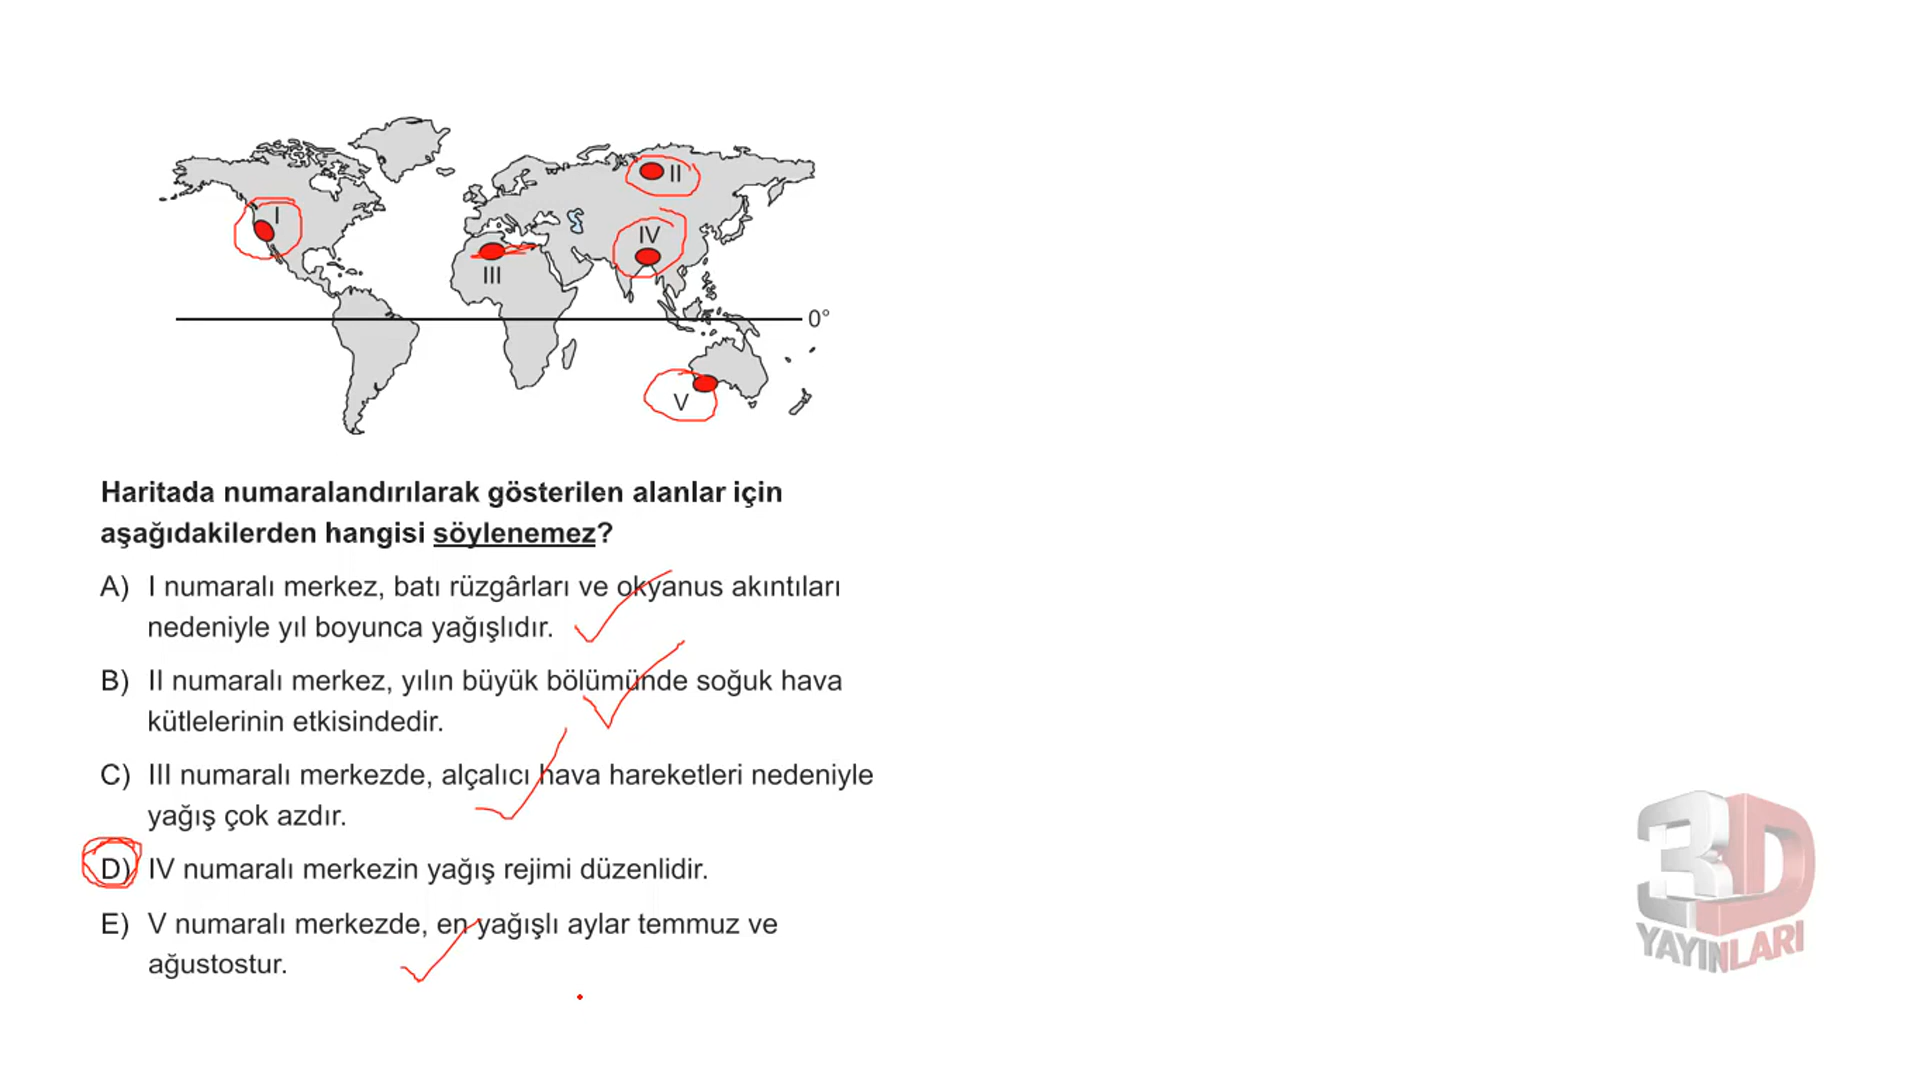 I
II
IV
III
0°
V
Haritada numaralandırılarak gösterilen alanlar için
aşağıdakilerden hangisi söylenemez?
A) I numaralı merkez, batı rüzgârları ve okyanus akıntıları
nedeniyle yıl boyunca yağışlıdır.
B) II numaralı merkez, yılın büyük bölümünde soğuk hava
kütlelerinin etkisindedir.
C) III numaralı merkezde, alçalıcı hava hareketleri nedeniyle
yağış çok azdır.
D) IV numaralı merkezin yağış rejimi düzenlidir.
E) V numaralı merkezde, en yağışlı aylar temmuz ve
ağustostur.
3D
YAYINLARI